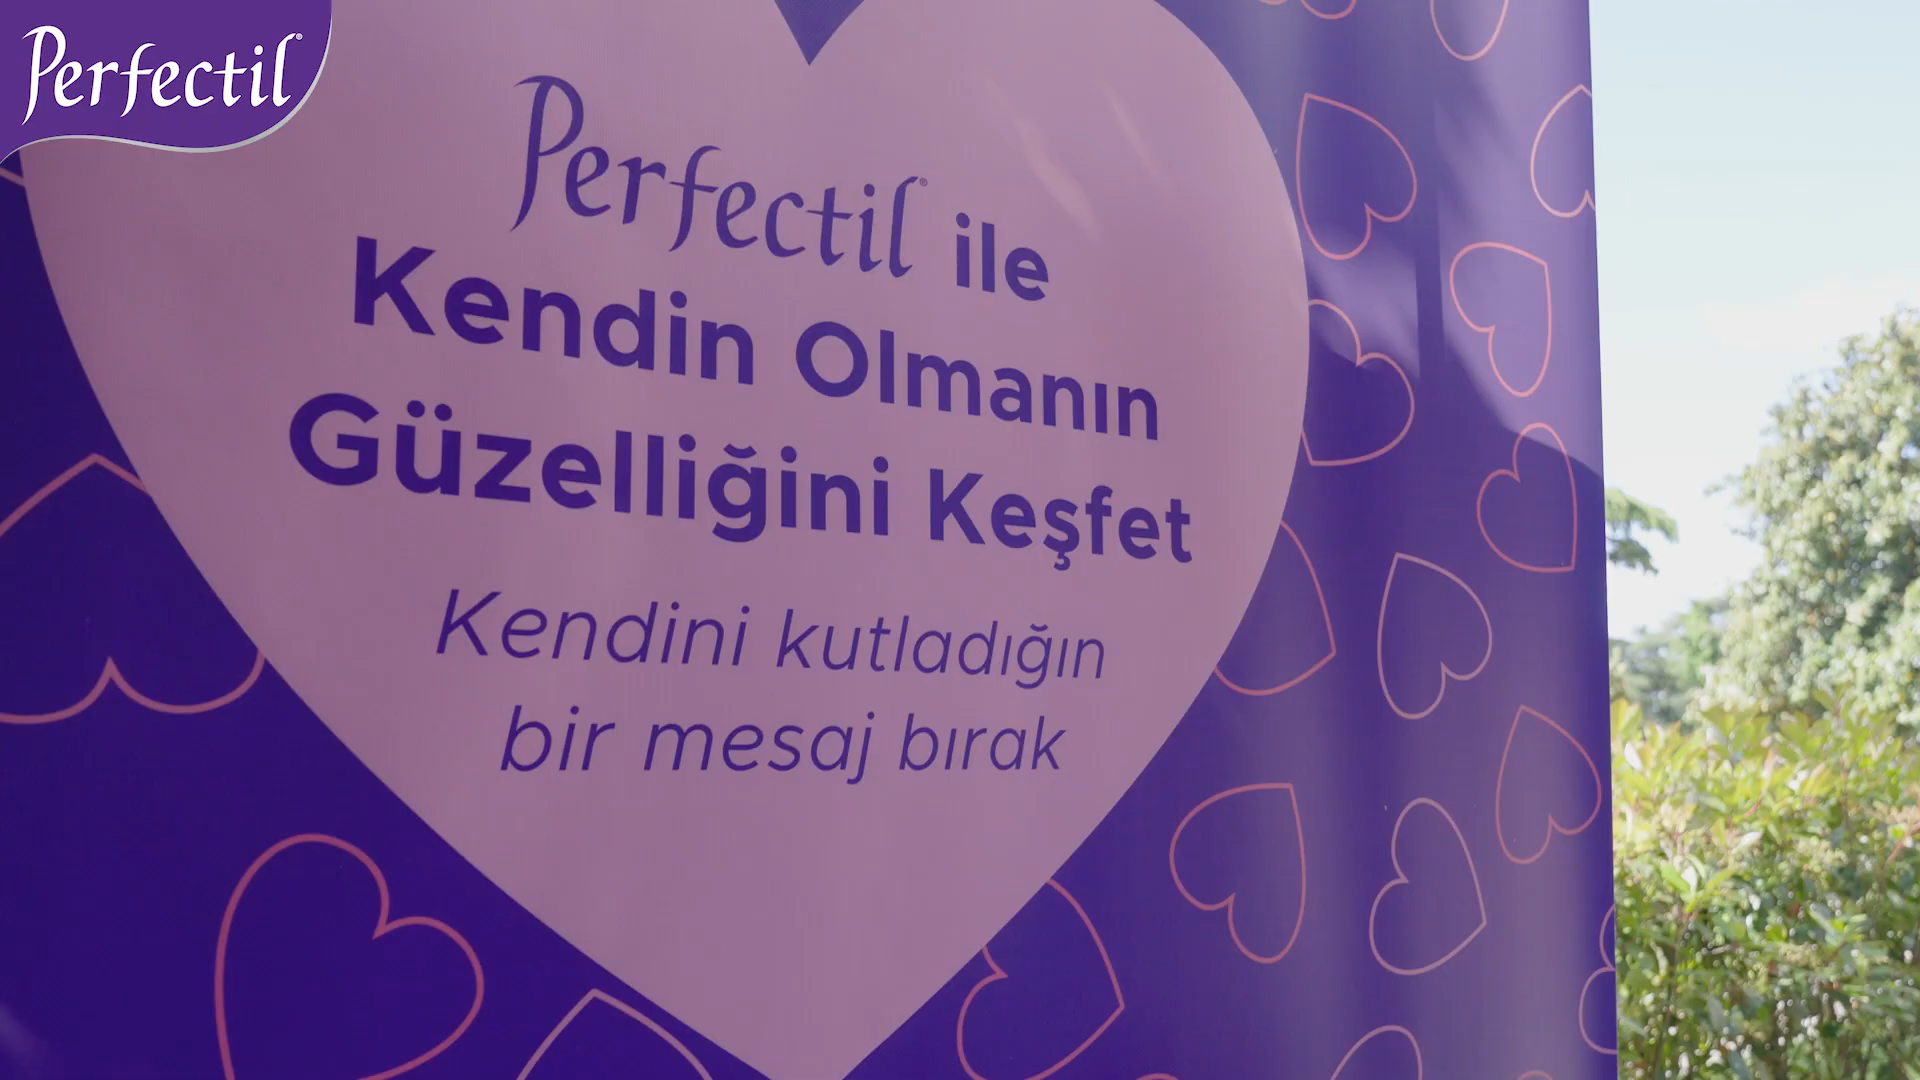 Perfectil
Perfectil ile
Kendin Olmanın
Güzelliğini Keşfet
Kendini kutladığın
bir mesaj bırak